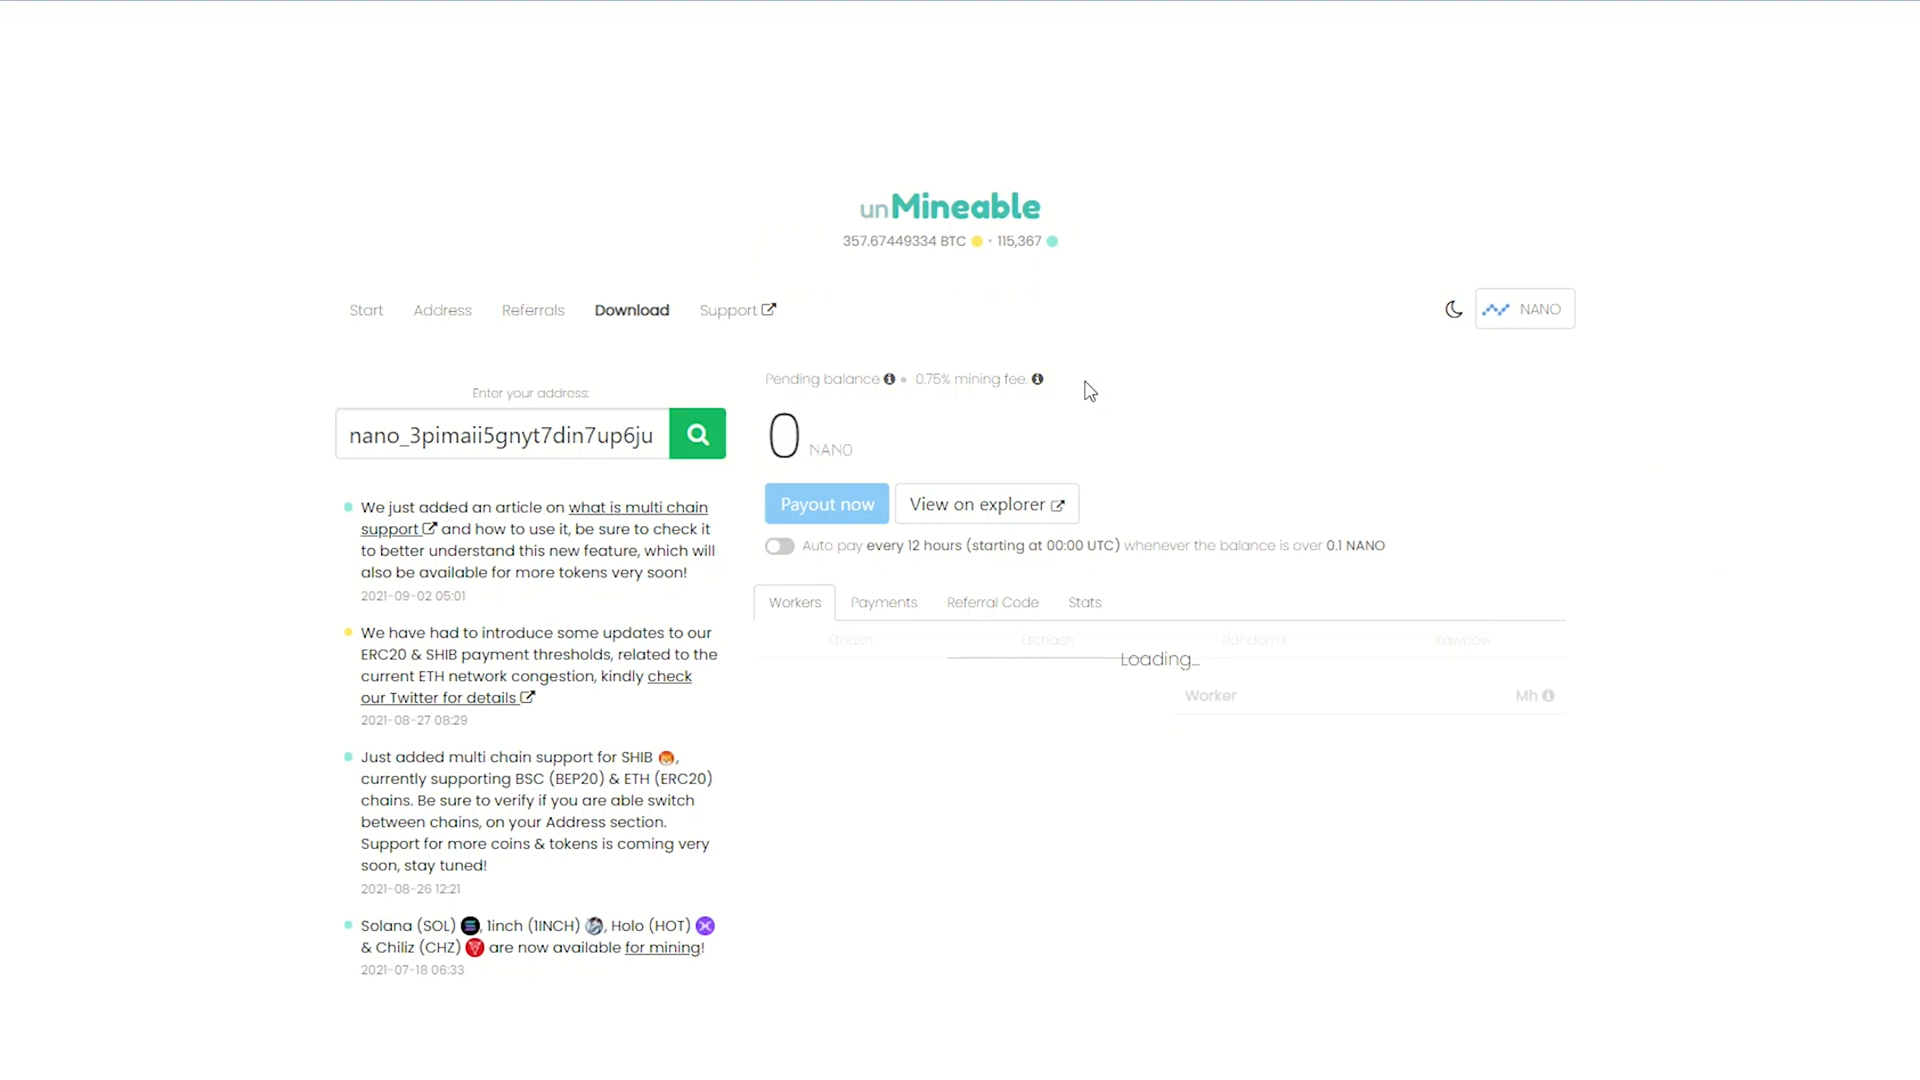 unMineable
357.67449334 BTC • 115,367
Start Address Referrals Download Support
NANO
Enter your address:
nano_3pimaii5gnyt7din7up6ju
We just added an article on what is multi chain
support and how to use it, be sure to check it
to better understand this new feature, which will
also be available for more tokens very soon!
2021-09-02 05:01
We have had to introduce some updates to our
ERC20 & SHIB payment thresholds, related to the
current ETH network congestion, kindly check
our Twitter for details
2021-08-27 08:29
Just added multi chain support for SHIB ,
currently supporting BSC (BEP20) & ETH (ERC20)
chains. Be sure to verify if you are able switch
between chains, on your Address section.
Support for more coins & tokens is coming very
soon, stay tuned!
2021-08-26 12:21
Solana (SOL) , 1inch (1INCH) , Holo (HOT)
& Chiliz (CHZ) are now available for mining!
2021-07-18 06:33
Pending balance • 0.75% mining fee.
0 NANO
Payout now View on explorer
Auto pay every 12 hours (starting at 00:00 UTC) whenever the balance is over 0.1 NANO
Workers Payments Referral Code Stats
Ethash Etchash RandomX Kawpow
Loading...
Worker Mh